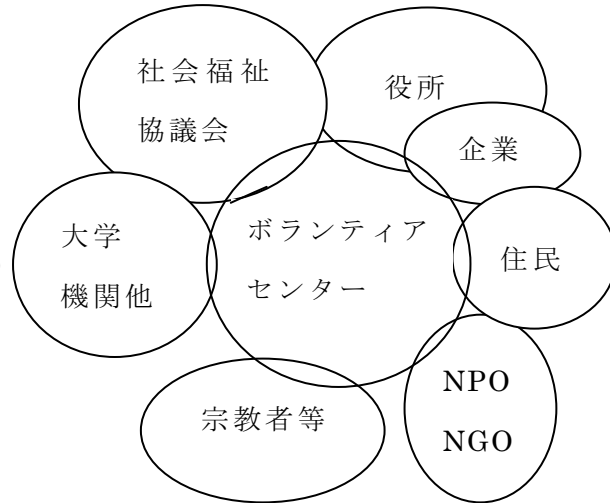 社会福祉
協議会
役所
企業
大学
機関他
ボランティア
センター
住民
宗教者等
NPO
NGO